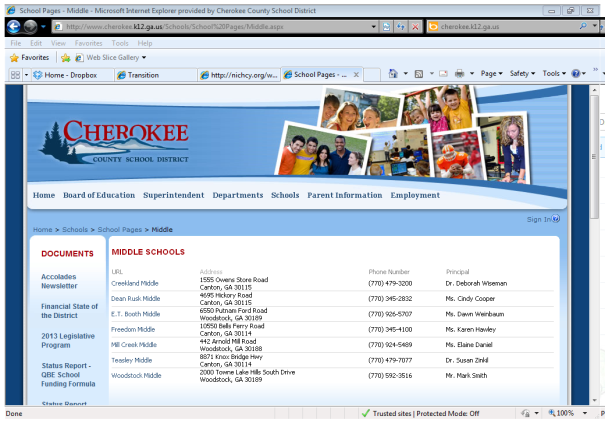 School Pages - Middle - Microsoft Internet Explorer provided by Cherokee County School District
http://www.cherokee.k12.ga.us/Schools/School%20Pages/Middle.aspx
cherokee.k12.ga.us
File Edit View Favorites Tools Help
Favorites Web Slice Gallery
Home - Dropbox Transition http://nichcy.org/w... School Pages - ... Page Safety Tools
CHEROKEE
COUNTY SCHOOL DISTRICT
Home Board of Education Superintendent Departments Schools Parent Information Employment
Sign In
Home > Schools > School Pages > Middle
DOCUMENTS
Accolades
Newsletter
Financial State of
the District
2013 Legislative
Program
Status Report -
QBE School
Funding Formula
Status Report
MIDDLE SCHOOLS
URL Address Phone Number Principal
Creekland Middle 1555 Owens Store Road (770) 479-3200 Dr. Deborah Wiseman
Canton, GA 30115
Dean Rusk Middle 4695 Hickory Road (770) 345-2832 Ms. Cindy Cooper
Canton, GA 30115
E.T. Booth Middle 6550 Putnam Ford Road (770) 926-5707 Ms. Dawn Weinbaum
Woodstock, GA 30189
Freedom Middle 10550 Bells Ferry Road (770) 345-4100 Ms. Karen Hawley
Canton, GA 30114
Mill Creek Middle 442 Arnold Mill Road (770) 924-5489 Ms. Elaine Daniel
Woodstock, GA 30188
Teasley Middle 8871 Knox Bridge Hwy (770) 479-7077 Dr. Susan Zinkil
Canton, GA 30114
Woodstock Middle 2000 Towne Lake Hills South Drive (770) 592-3516 Mr. Mark Smith
Woodstock, GA 30189
Done Trusted sites | Protected Mode: Off 100%